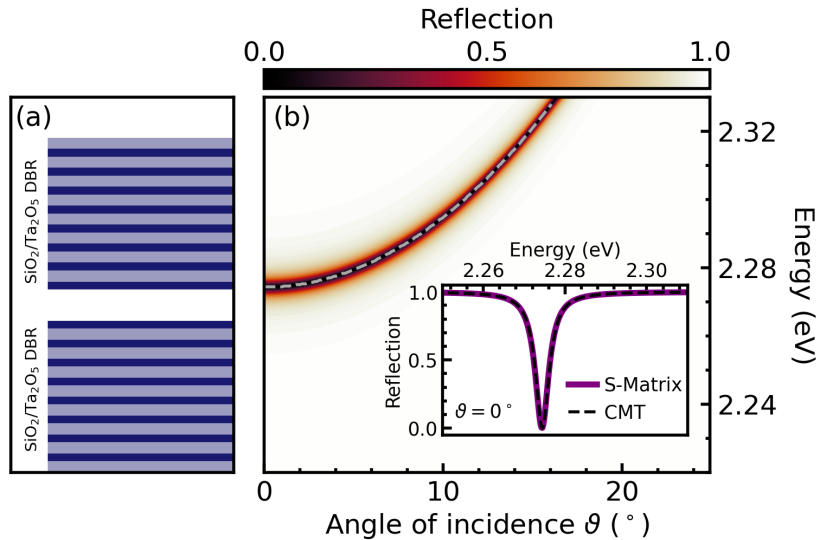 Reflection
0.0 0.5 1.0
(a)
SiO₂/Ta₂O₅ DBR
SiO₂/Ta₂O₅ DBR
(b)
2.32
2.28
2.24
Energy (eV)
Energy (eV)
2.26 2.28 2.30
1.0
0.5
0.0
Reflection
S-Matrix
CMT
ϑ = 0°
0 10 20
Angle of incidence ϑ (°)